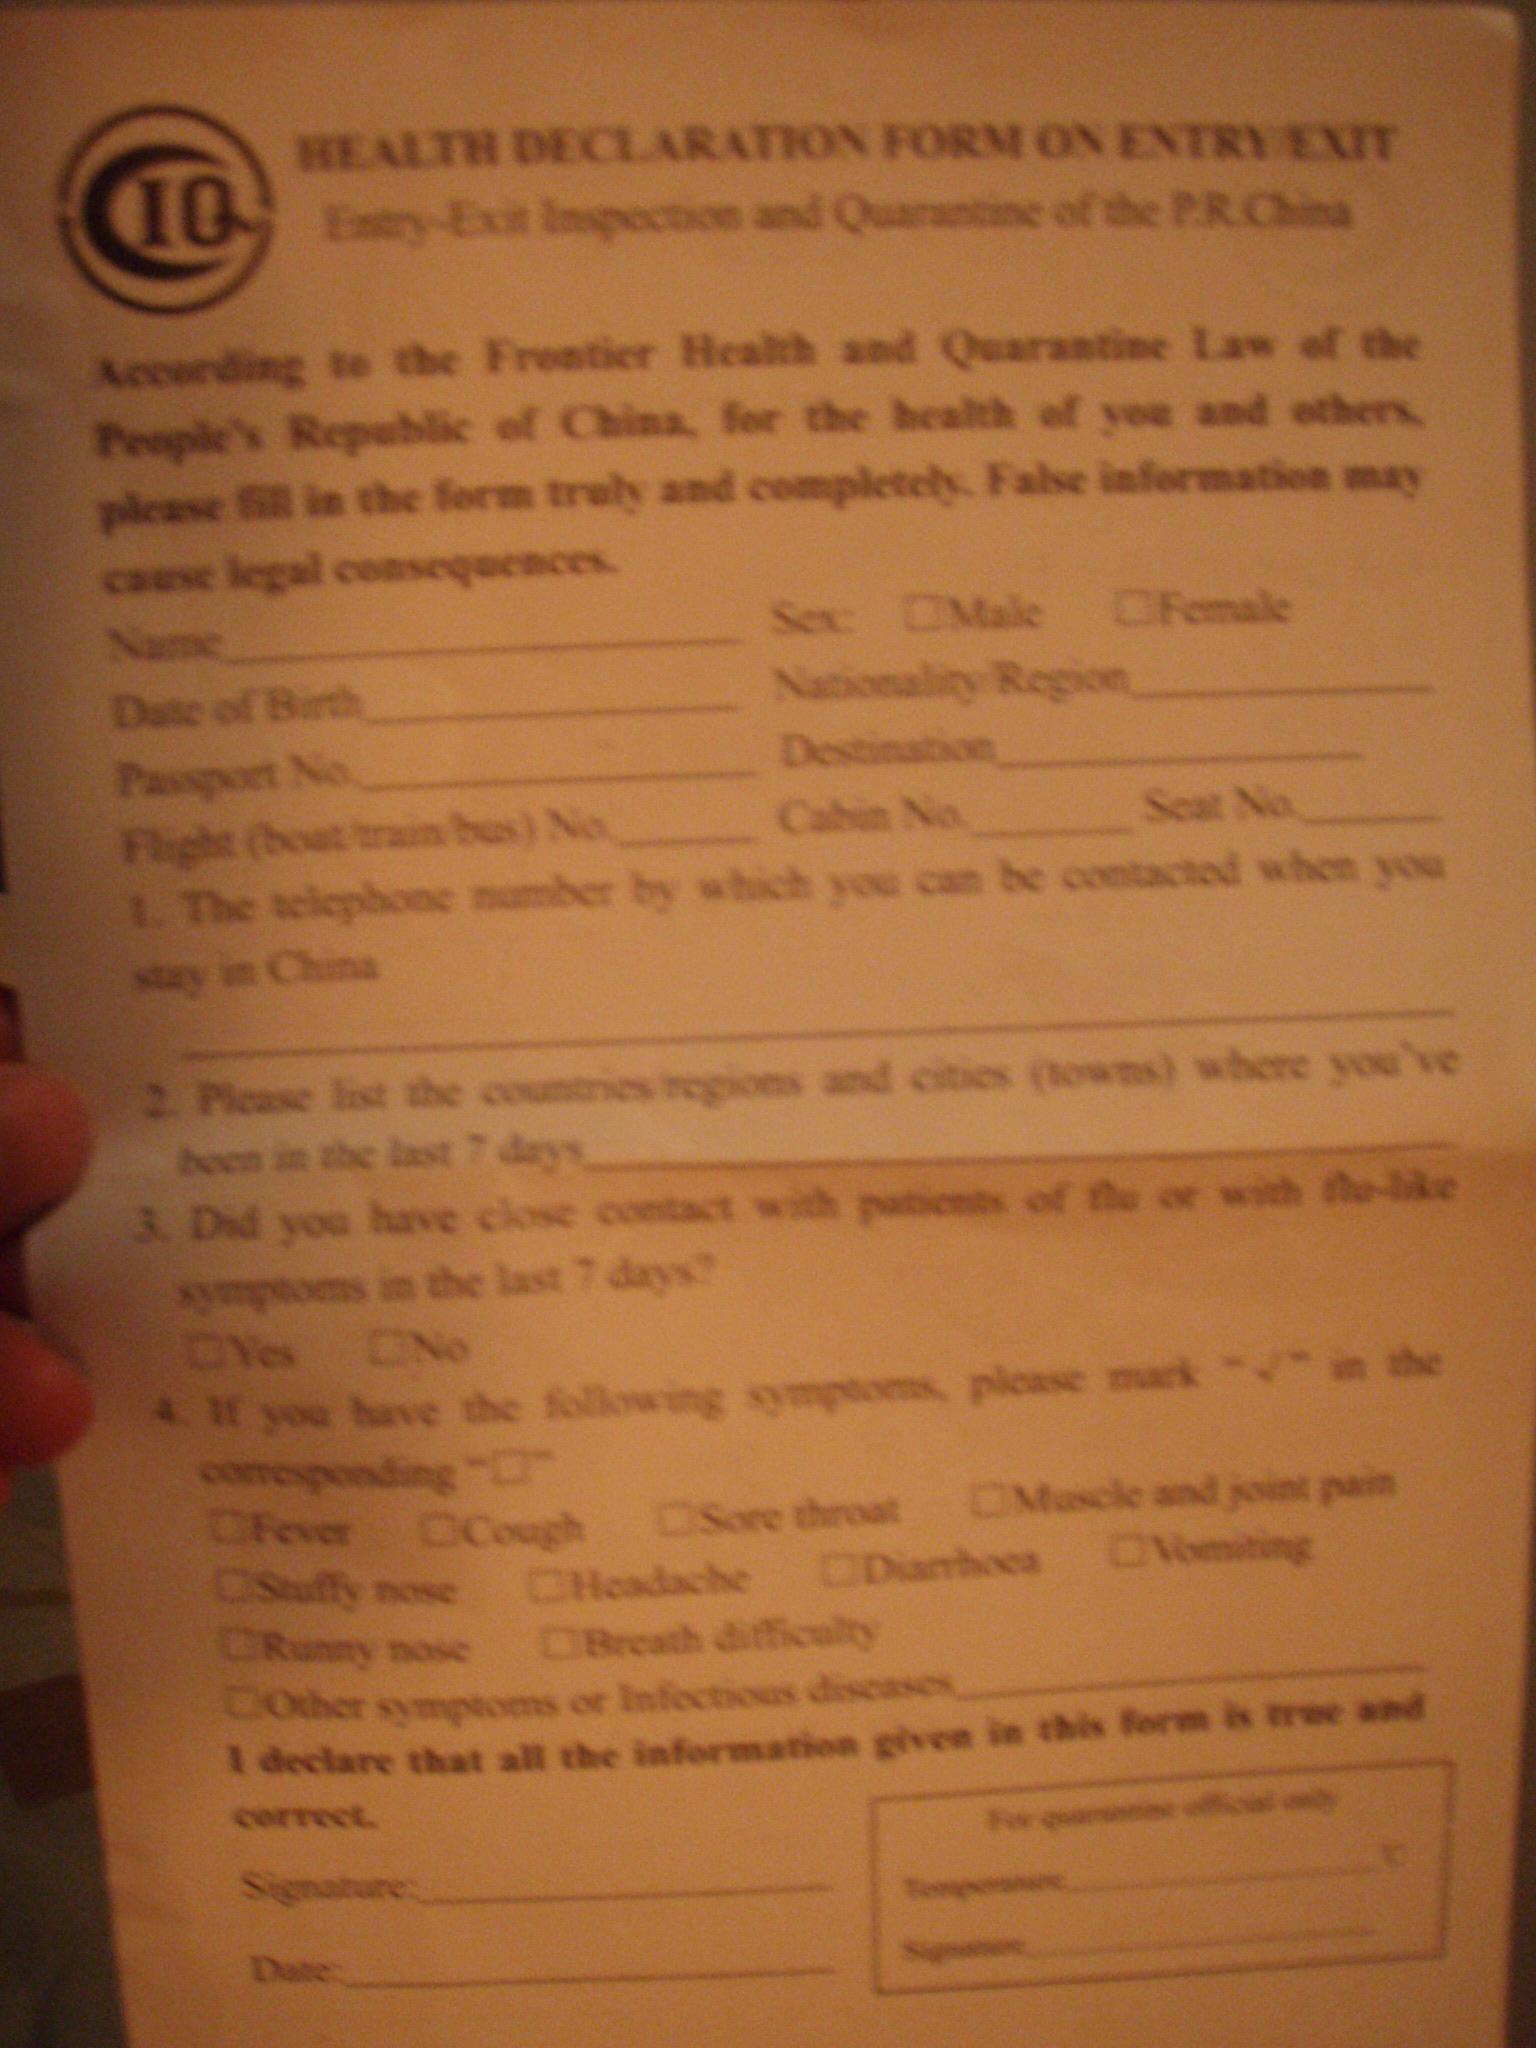 CIQ
HEALTH DECLARATION FORM ON ENTRY/EXIT
Entry-Exit Inspection and Quarantine of the P.R.China
According to the Frontier Health and Quarantine Law of the
People's Republic of China, for the health of you and others,
please fill in the form truly and completely. False information may
cause legal consequences.
Name Sex: □Male □Female
Date of Birth Nationality/Region
Passport No. Destination
Flight (boat/train/bus) No. Cabin No. Seat No.
1. The telephone number by which you can be contacted when you
stay in China
2. Please list the countries/regions and cities (towns) where you've
been in the last 7 days
3. Did you have close contact with patients of flu or with flu-like
symptoms in the last 7 days?
□Yes □No
4. If you have the following symptoms, please mark "√" in the
corresponding "□"
□Fever □Cough □Sore throat □Muscle and joint pain
□Stuffy nose □Headache □Diarrhoea □Vomiting
□Runny nose □Breath difficulty
□Other symptoms or Infectious diseases
I declare that all the information given in this form is true and
correct.
Signature:
Date:
For quarantine official only
Temperature ℃
Signature